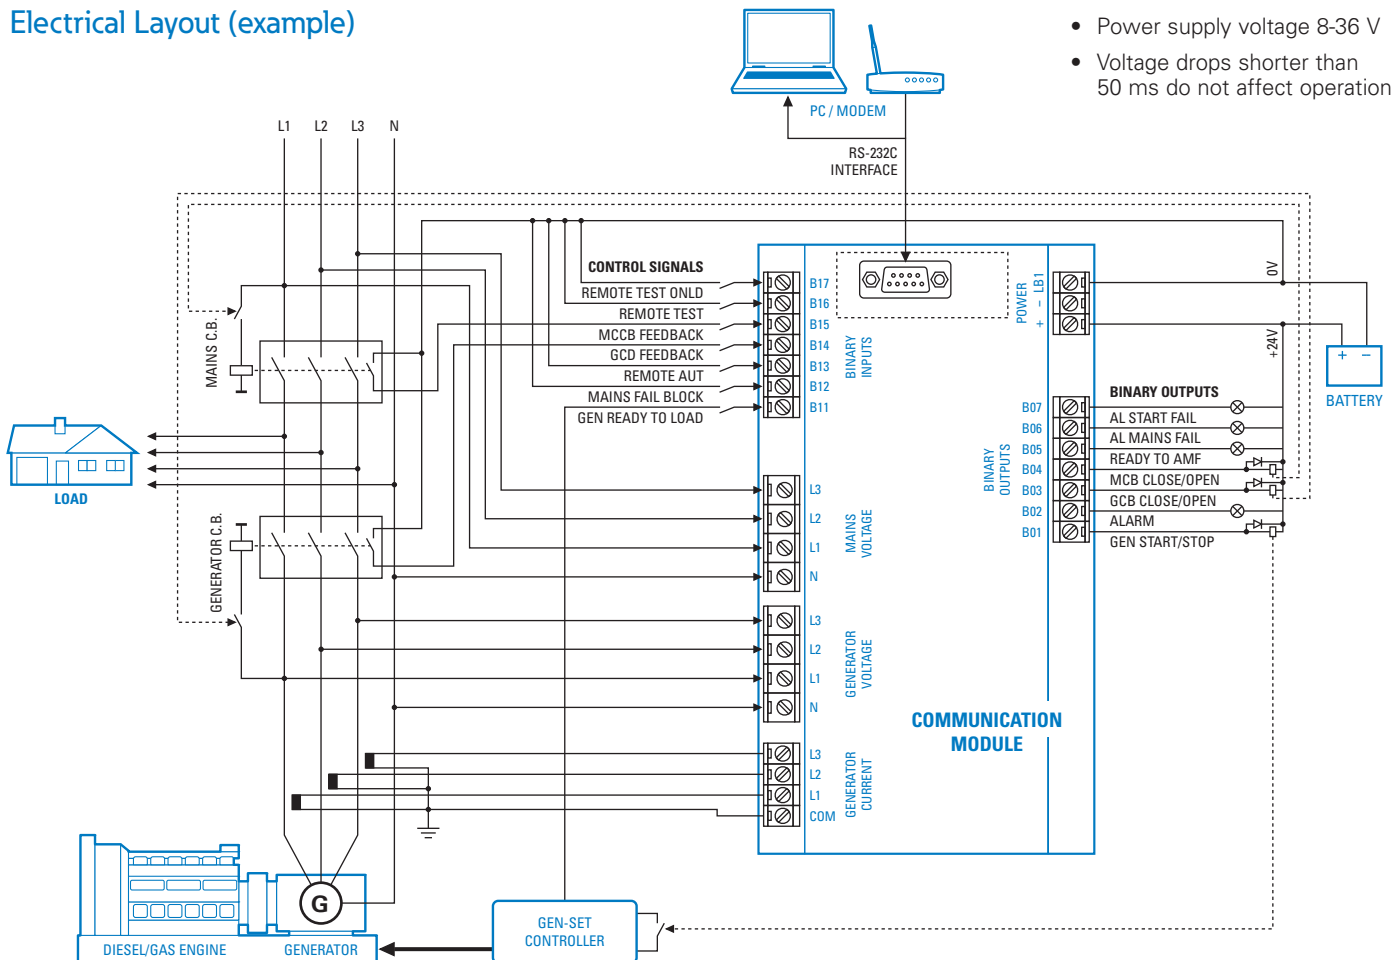 Electrical Layout (example)
• Power supply voltage 8-36 V
• Voltage drops shorter than
50 ms do not affect operation
PC / MODEM
RS-232C
INTERFACE
L1 L2 L3 N
MAINS C.B.
LOAD
GENERATOR C.B.
CONTROL SIGNALS
REMOTE TEST ONLD
REMOTE TEST
MCCB FEEDBACK
GCD FEEDBACK
REMOTE AUT
MAINS FAIL BLOCK
GEN READY TO LOAD
B17
B16
B15
B14
B13
B12
B11
BINARY
INPUTS
L3
L2
L1
N
MAINS
VOLTAGE
L3
L2
L1
N
GENERATOR
VOLTAGE
L3
L2
L1
COM
GENERATOR
CURRENT
COMMUNICATION
MODULE
POWER
+ − LB1
0V
+24V
+ −
BATTERY
BINARY
OUTPUTS
B07
B06
B05
B04
B03
B02
B01
BINARY OUTPUTS
AL START FAIL
AL MAINS FAIL
READY TO AMF
MCB CLOSE/OPEN
GCB CLOSE/OPEN
ALARM
GEN START/STOP
G
DIESEL/GAS ENGINE
GENERATOR
GEN-SET
CONTROLLER